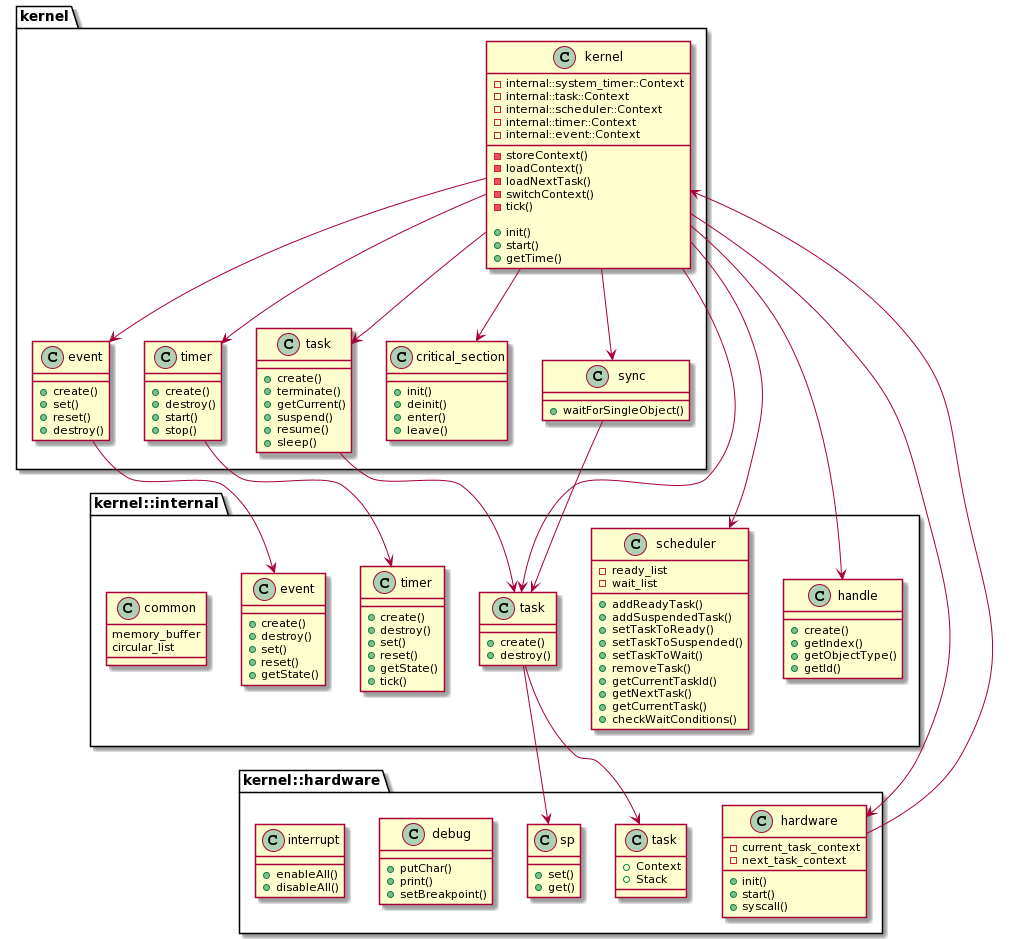 kernel
C kernel
internal::system_timer::Context
internal::task::Context
internal::scheduler::Context
internal::timer::Context
internal::event::Context
storeContext()
loadContext()
loadNextTask()
switchContext()
tick()
init()
start()
getTime()
C event
create()
set()
reset()
destroy()
C timer
create()
destroy()
start()
stop()
C task
create()
terminate()
getCurrent()
suspend()
resume()
sleep()
C critical_section
init()
deinit()
enter()
leave()
C sync
waitForSingleObject()
kernel::internal
C common
memory_buffer
circular_list
C event
create()
destroy()
set()
reset()
getState()
C timer
create()
destroy()
set()
reset()
getState()
tick()
C task
create()
destroy()
C scheduler
ready_list
wait_list
addReadyTask()
addSuspendedTask()
setTaskToReady()
setTaskToSuspended()
setTaskToWait()
removeTask()
getCurrentTaskId()
getNextTask()
getCurrentTask()
checkWaitConditions()
C handle
create()
getIndex()
getObjectType()
getId()
kernel::hardware
C interrupt
enableAll()
disableAll()
C debug
putChar()
print()
setBreakpoint()
C sp
set()
get()
C task
Context
Stack
C hardware
current_task_context
next_task_context
init()
start()
syscall()